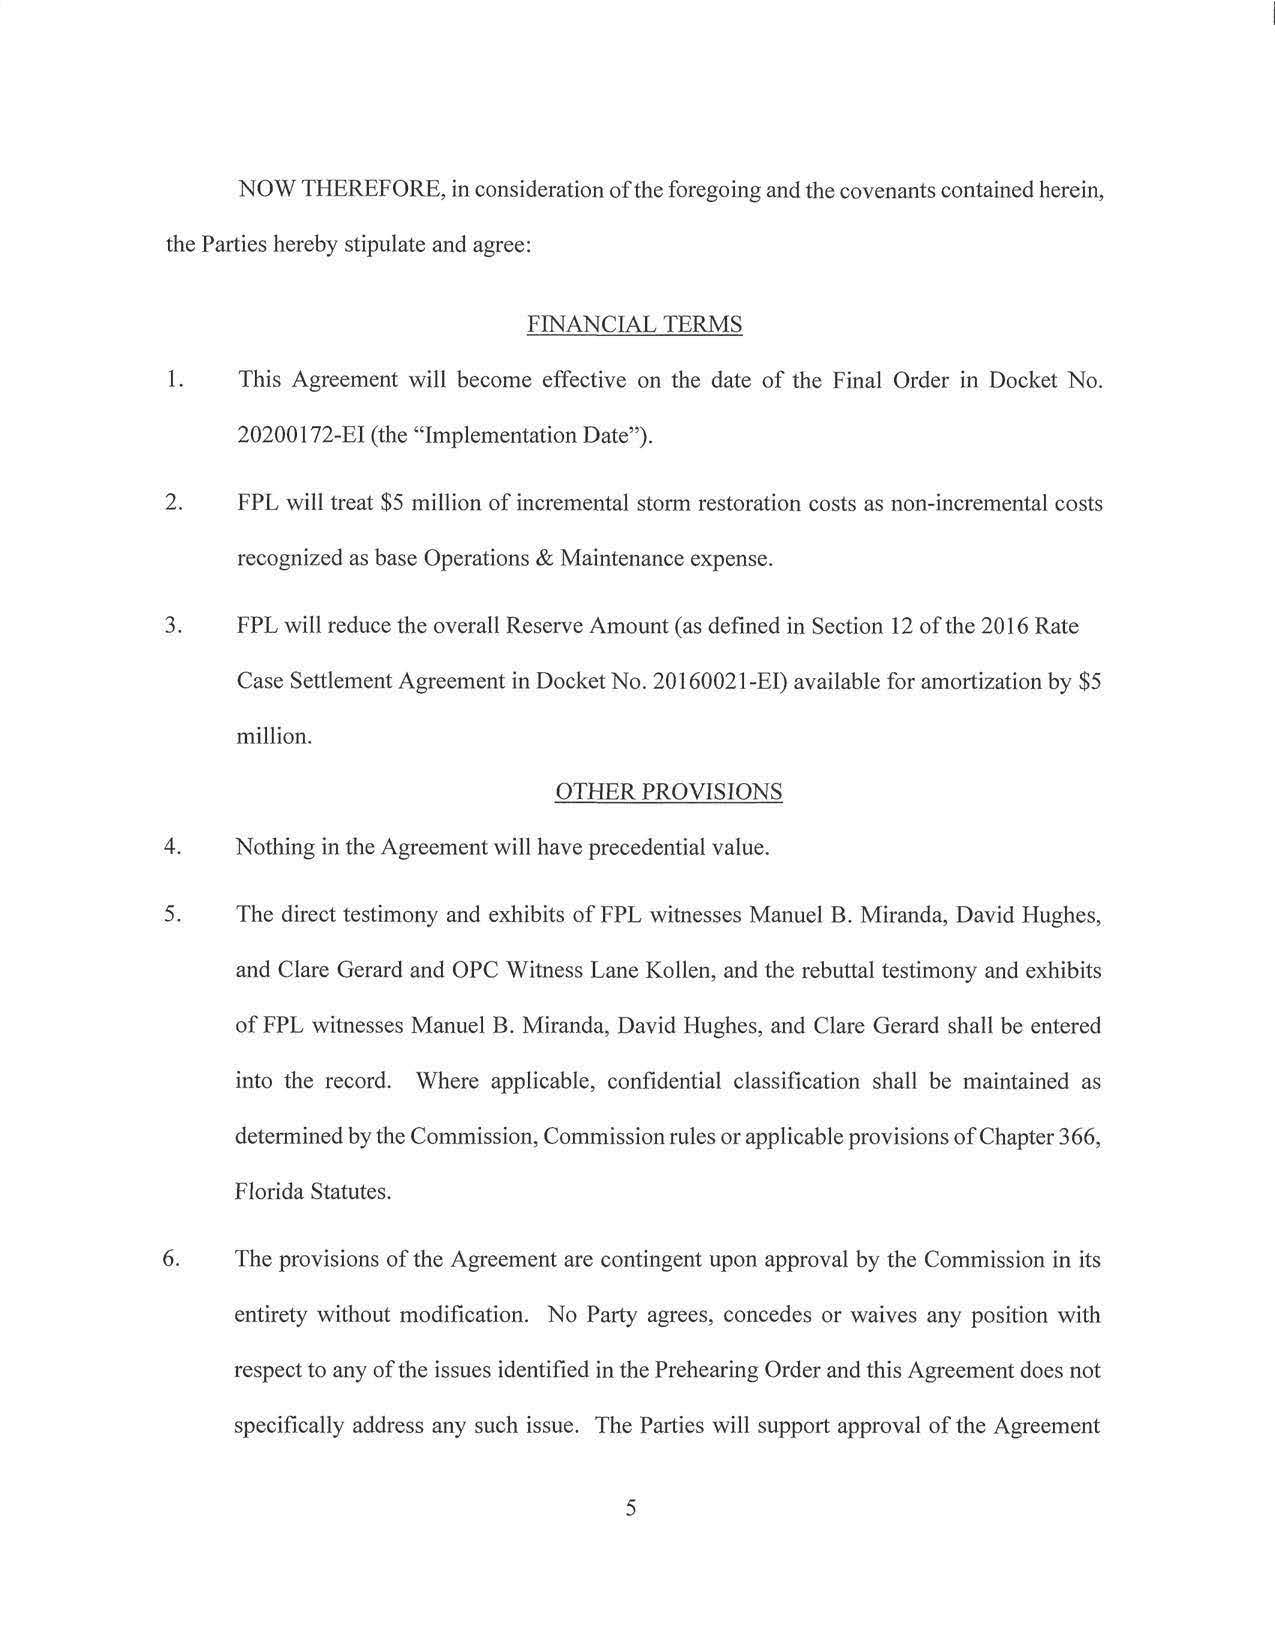 NOW THEREFORE, in consideration of the foregoing and the covenants contained herein,
the Parties hereby stipulate and agree:
FINANCIAL TERMS
1. This Agreement will become effective on the date of the Final Order in Docket No.
20200172-EI (the “Implementation Date”).
2. FPL will treat $5 million of incremental storm restoration costs as non-incremental costs
recognized as base Operations & Maintenance expense.
3. FPL will reduce the overall Reserve Amount (as defined in Section 12 of the 2016 Rate
Case Settlement Agreement in Docket No. 20160021-EI) available for amortization by $5
million.
OTHER PROVISIONS
4. Nothing in the Agreement will have precedential value.
5. The direct testimony and exhibits of FPL witnesses Manuel B. Miranda, David Hughes,
and Clare Gerard and OPC Witness Lane Kollen, and the rebuttal testimony and exhibits
of FPL witnesses Manuel B. Miranda, David Hughes, and Clare Gerard shall be entered
into the record. Where applicable, confidential classification shall be maintained as
determined by the Commission, Commission rules or applicable provisions of Chapter 366,
Florida Statutes.
6. The provisions of the Agreement are contingent upon approval by the Commission in its
entirety without modification. No Party agrees, concedes or waives any position with
respect to any of the issues identified in the Prehearing Order and this Agreement does not
specifically address any such issue. The Parties will support approval of the Agreement
5